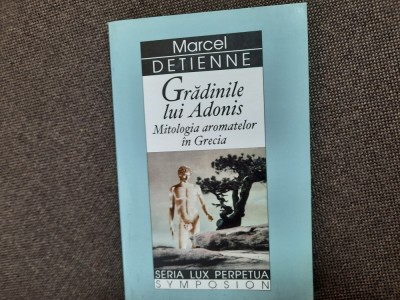 Marcel
DETIENNE
Grădinile
lui Adonis
Mitologia aromatelor
în Grecia
SERIA LUX PERPETUA
SYMPOSION